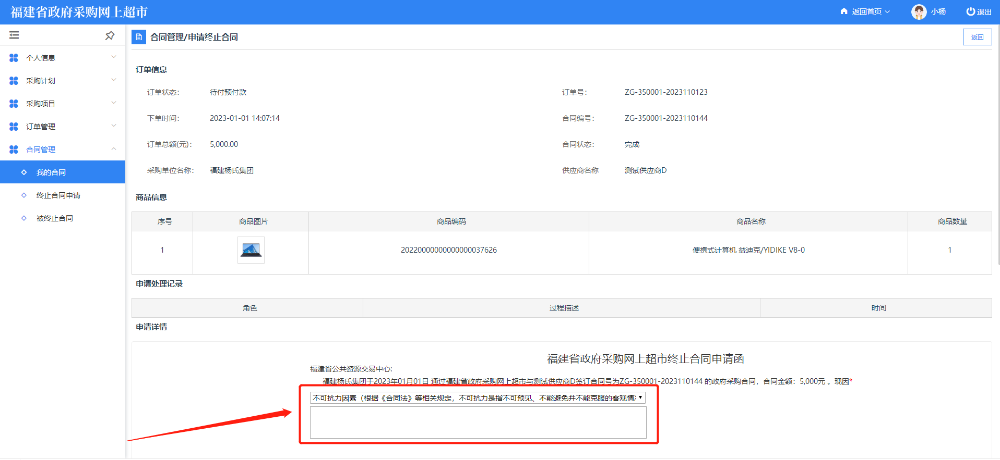 福建省政府采购网上超市
返回首页
小杨
退出
合同管理/申请终止合同
返回
个人信息
采购计划
采购项目
订单管理
合同管理
我的合同
终止合同申请
被终止合同
订单信息
订单状态： 待付预付款 订单号： ZG-350001-2023110123
下单时间： 2023-01-01 14:07:14 合同编号： ZG-350001-2023110144
订单总额(元)： 5,000.00 合同状态： 完成
采购单位名称： 福建杨氏集团 供应商名称 测试供应商D
商品信息
序号 商品图片 商品编码 商品名称 商品数量
1 20220000000000000037626 便携式计算机 益迪克/YIDIKE V8-0 1
申请处理记录
角色 过程描述 时间
申请详情
福建省政府采购网上超市终止合同申请函
福建省公共资源交易中心:
福建杨氏集团于2023年01月01日 通过福建省政府采购网上超市与测试供应商D签订合同号为ZG-350001-2023110144 的政府采购合同，合同金额：5,000元 。现因*
不可抗力因素（根据《合同法》等相关规定，不可抗力是指不可预见、不能避免并不能克服的客观情